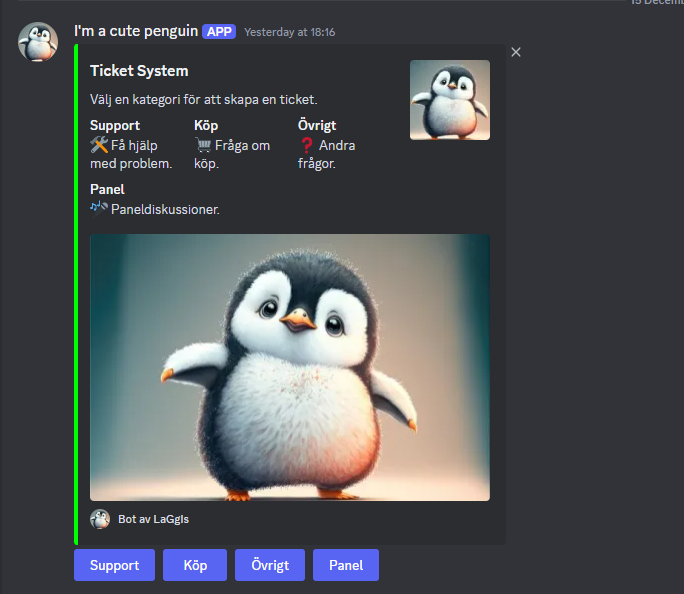 15 Decem
I'm a cute penguin APP Yesterday at 18:16
Ticket System
Välj en kategori för att skapa en ticket.
Support
🛠️ Få hjälp
med problem.
Köp
🛒 Fråga om
köp.
Övrigt
❓ Andra
frågor.
Panel
🎤 Paneldiskussioner.
Bot av LaGgIs
Support
Köp
Övrigt
Panel